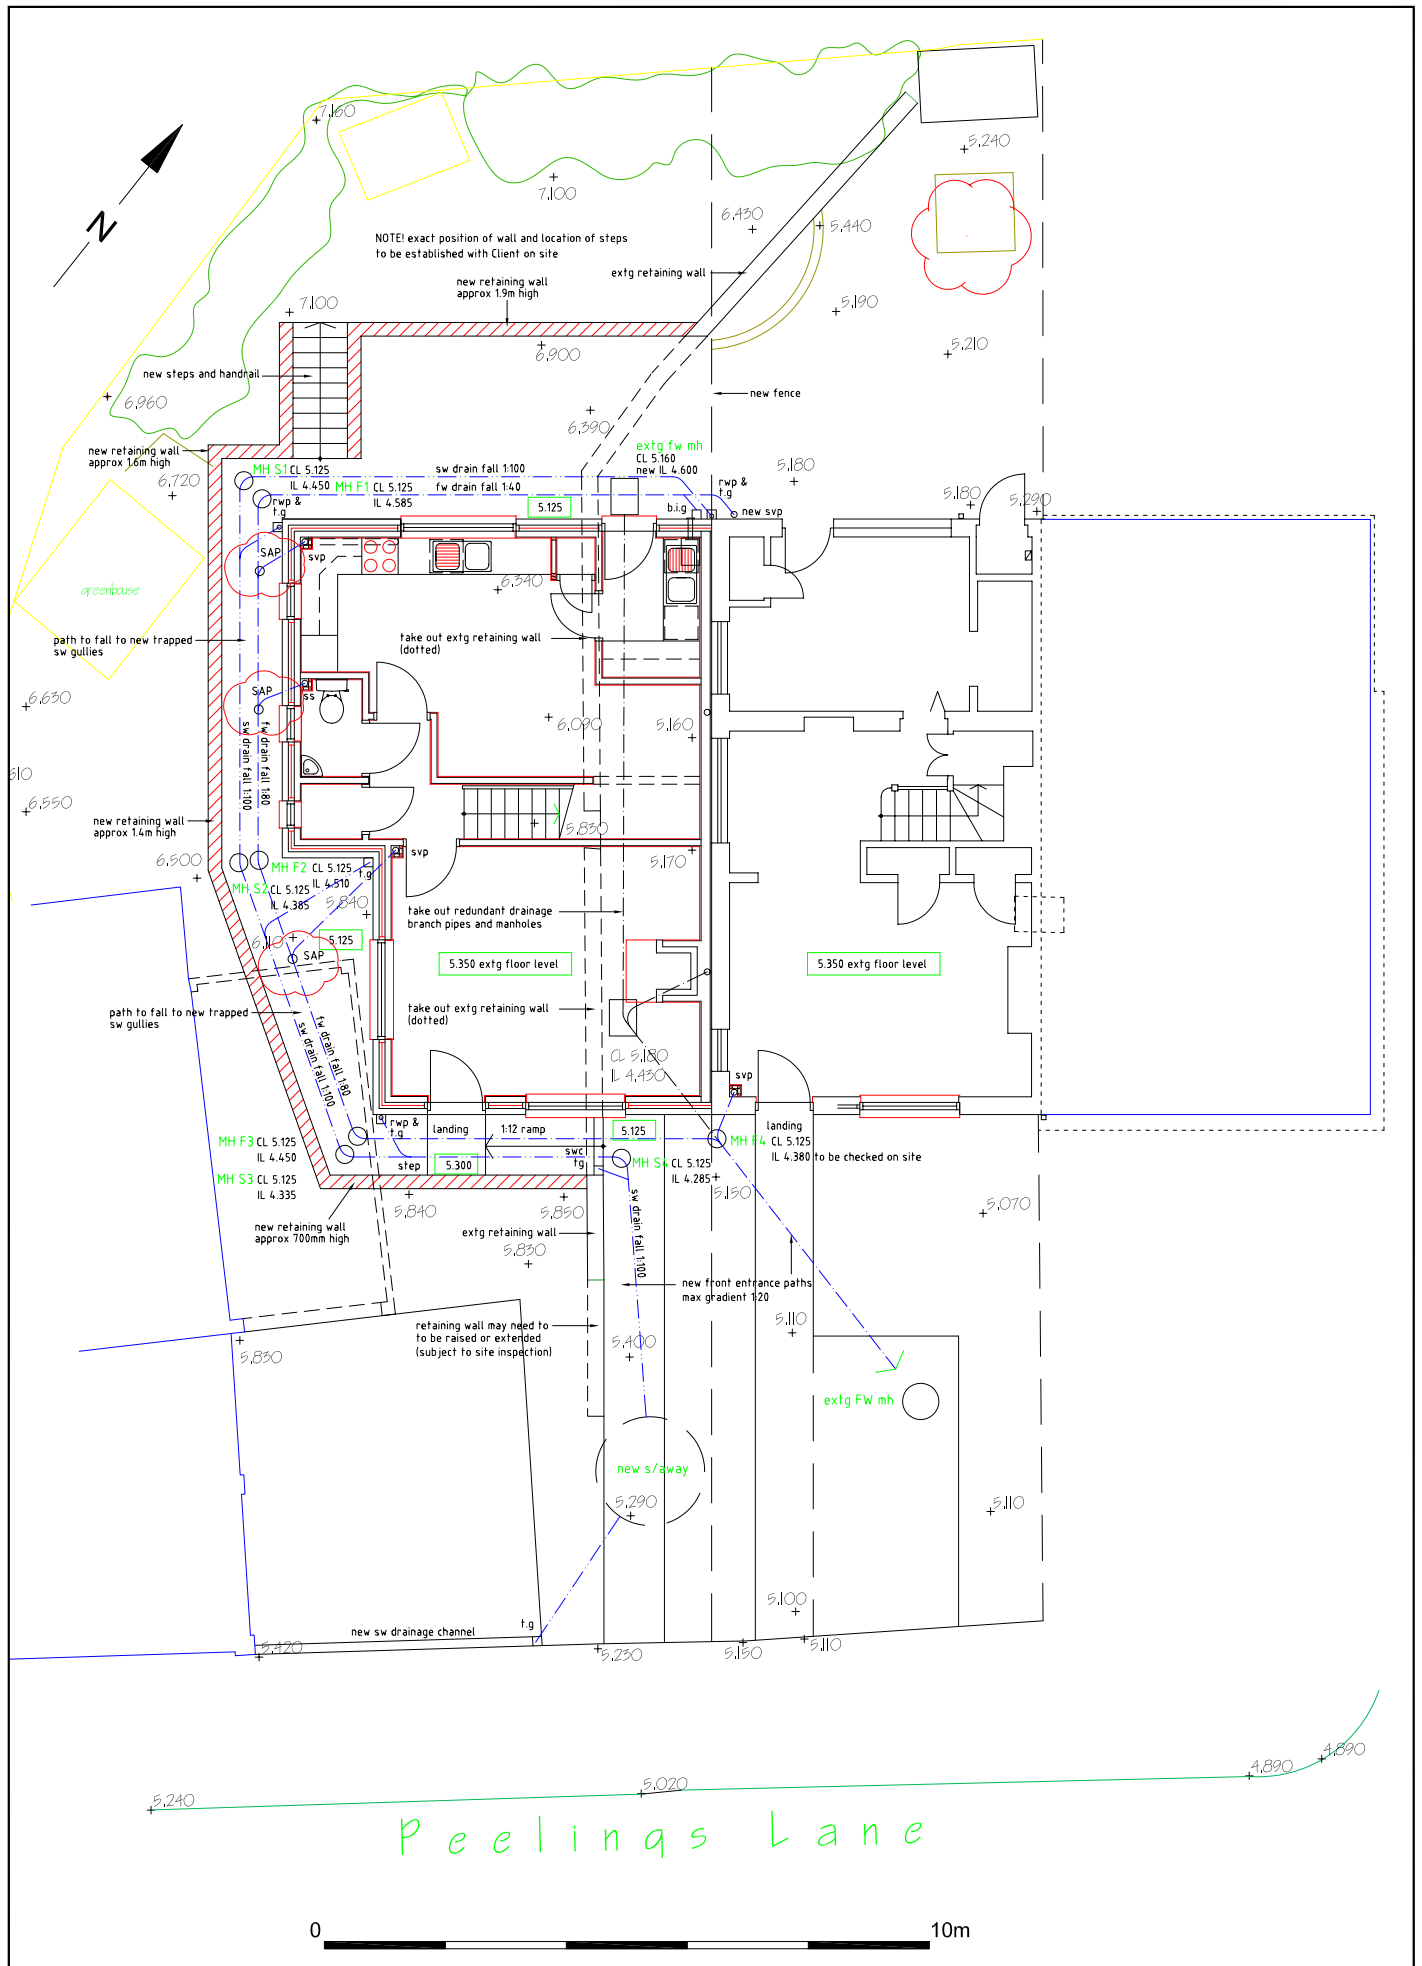 7.160
5.240
7.100
6.430
5.440
N
NOTE! exact position of wall and location of steps
to be established with Client on site
extg retaining wall
new retaining wall
approx 1.9m high
7.100
5.190
5.210
6.900
new steps and handrail
new fence
6.960
6.390
new retaining wall
approx 1.6m high
extg fw mh
CL 5.160
new IL 4.600
MH S1 CL 5.125
IL 4.450
sw drain fall 1:100
MH F1 CL 5.125
IL 4.585
fw drain fall 1:40
5.180
rwp &
t.g
6.720
rwp &
t.g
5.125
b.i.g
new svp
5.180
5.290
SAP
svp
greenhouse
6.340
path to fall to new trapped
sw gullies
take out extg retaining wall
(dotted)
SAP
ss
6.630
6.090
5.160
sw drain fall 1:100
fw drain fall 1:80
510
6.550
new retaining wall
approx 1.4m high
5.830
svp
5.170
6.500
MH F2 CL 5.125
IL 4.510
t.g
MH S2 CL 5.125
IL 4.385
5.840
take out redundant drainage
branch pipes and manholes
6.110
5.125
SAP
5.350 extg floor level
5.350 extg floor level
path to fall to new trapped
sw gullies
take out extg retaining wall
(dotted)
fw drain fall 1:80
sw drain fall 1:100
CL 5.180
IL 4.430
svp
rwp &
t.g
landing
1:12 ramp
5.125
landing
MH F3 CL 5.125
IL 4.450
MH F4 CL 5.125
IL 4.380 to be checked on site
swc
tg
step
5.300
MH S4 CL 5.125
IL 4.285
MH S3 CL 5.125
IL 4.335
5.150
5.840
5.850
5.070
new retaining wall
approx 700mm high
extg retaining wall
sw drain fall 1:100
5.830
new front entrance paths
max gradient 1:20
retaining wall may need to
to be raised or extended
(subject to site inspection)
5.110
5.400
5.830
extg FW mh
new s/away
5.290
5.110
5.100
t.g
new sw drainage channel
5.420
5.230
5.150
5.110
4.890
4.890
5.020
5.240
Peelings Lane
0
10m